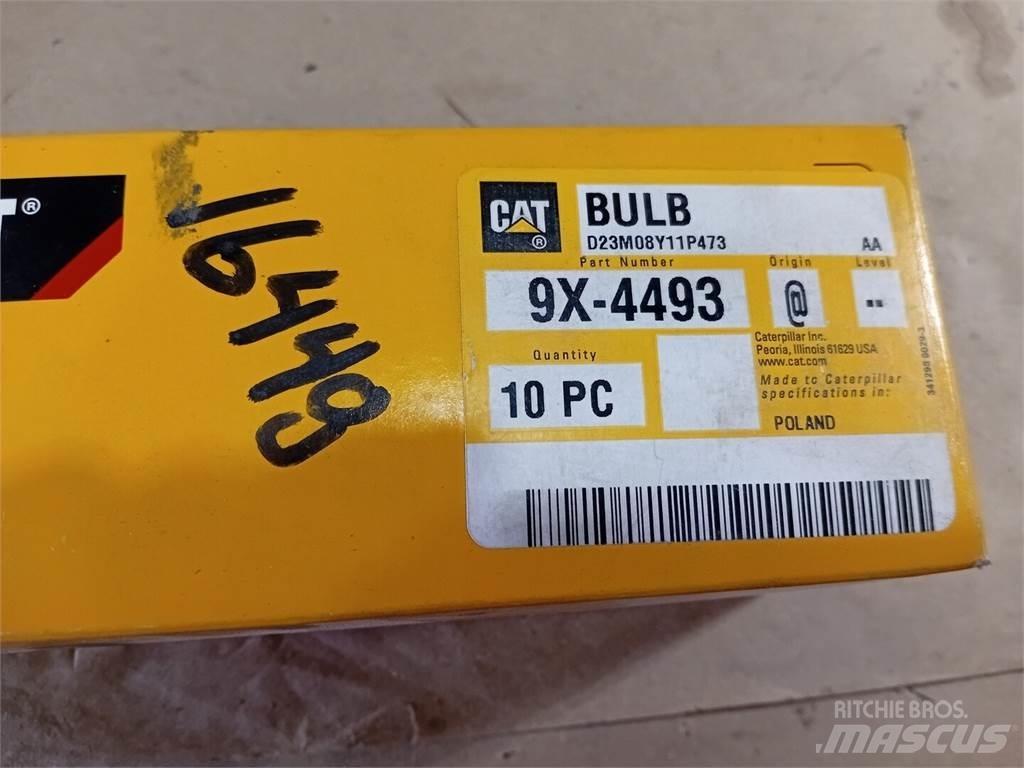 T®
16449
CAT
®
BULB
D23M08Y11P473 AA
Part Number Origin Level
9X-4493 @ --
Quantity
10 PC
Caterpillar Inc.
Peoria, Illinois 61629 USA
www.cat.com
Made to Caterpillar
specifications in:
POLAND
RITCHIE BROS.
MASCUS